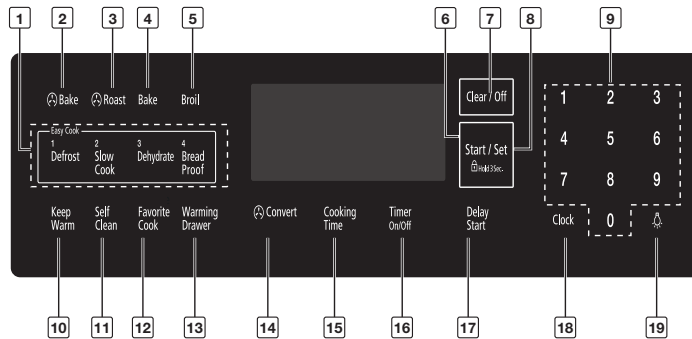 1 2 3 4 5 6 7 8 9
Bake Roast Bake Broil
Clear / Off
1 2 3
Easy Cook
1 2 3 4
Defrost Slow Cook Dehydrate Bread Proof
Start / Set
Hold 3 Sec.
4 5 6
7 8 9
Keep Warm Self Clean Favorite Cook Warming Drawer Convert Cooking Time Timer On/Off Delay Start Clock 0
10 11 12 13 14 15 16 17 18 19